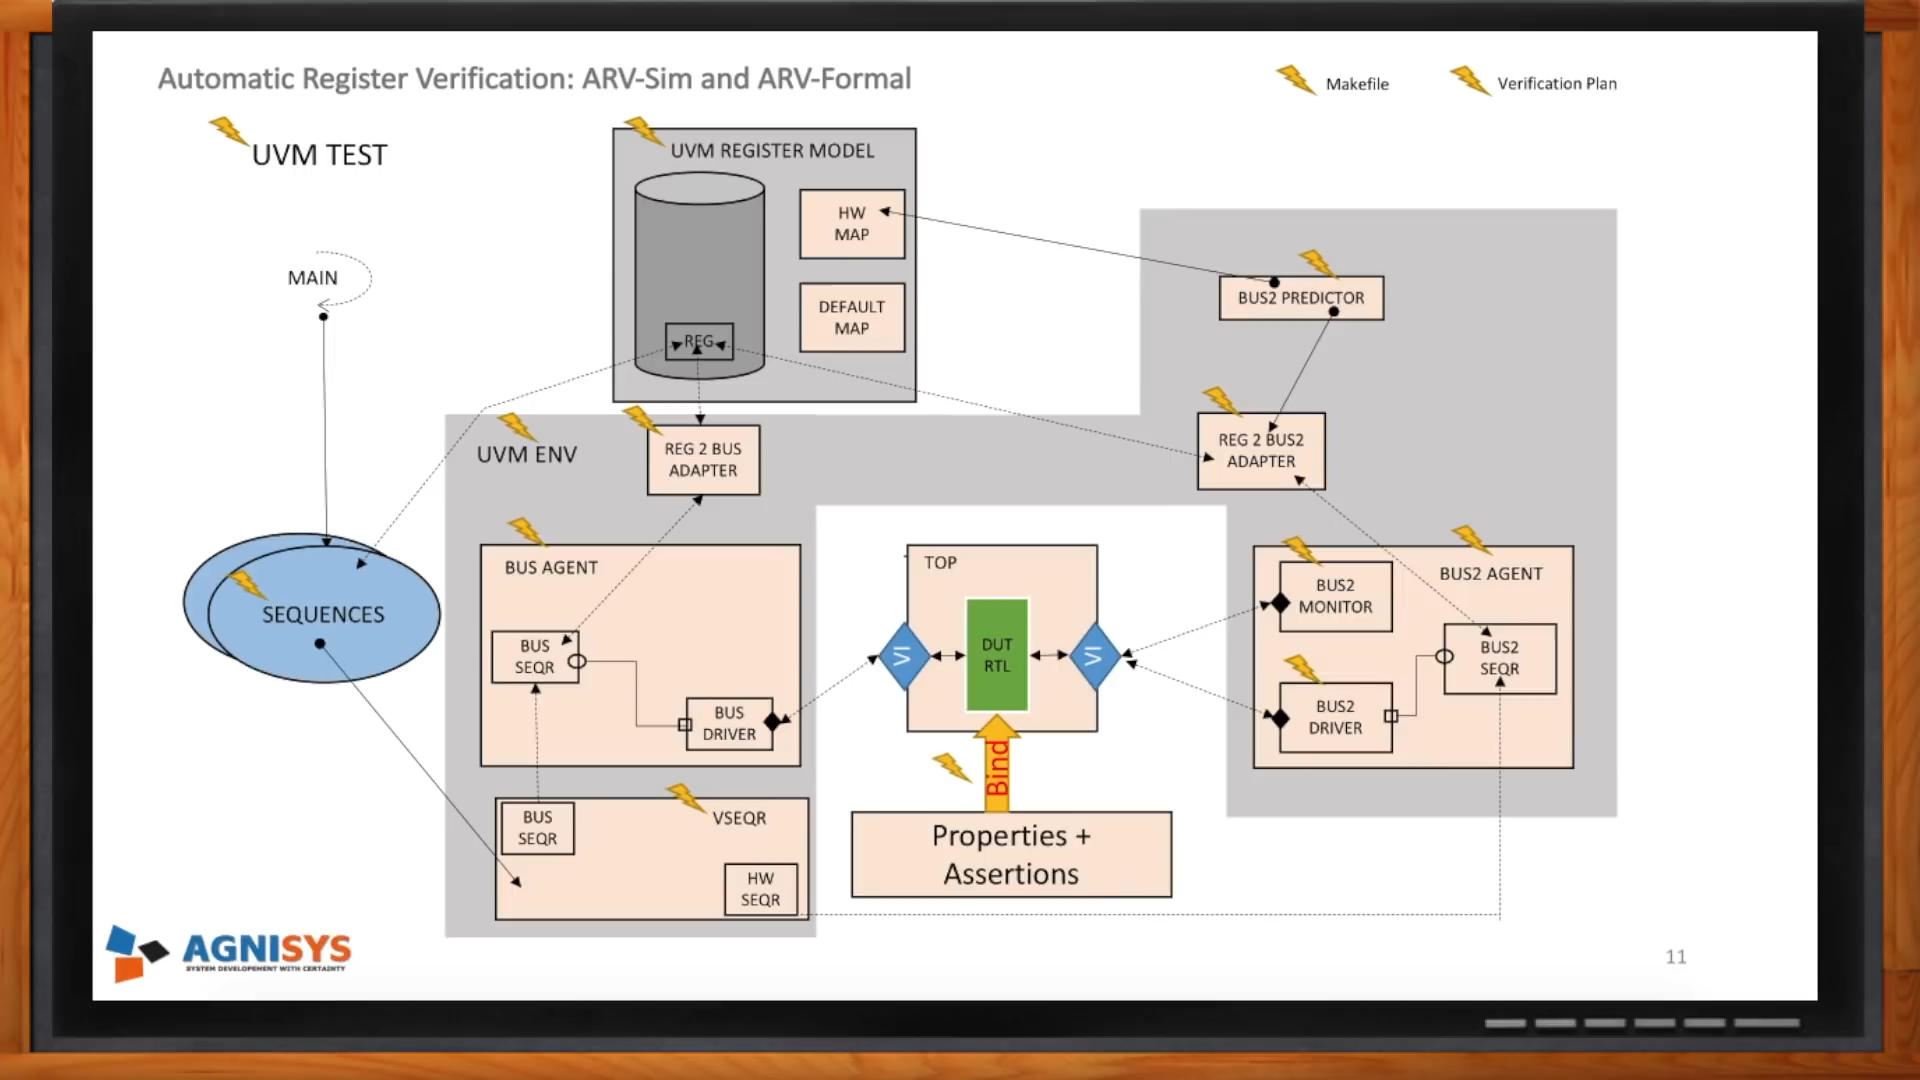 Automatic Register Verification: ARV-Sim and ARV-Formal
Makefile
Verification Plan
UVM TEST
UVM REGISTER MODEL
HW
MAP
DEFAULT
MAP
REG
MAIN
BUS2 PREDICTOR
UVM ENV
REG 2 BUS
ADAPTER
REG 2 BUS2
ADAPTER
SEQUENCES
BUS AGENT
BUS
SEQR
BUS
DRIVER
TOP
VI
DUT
RTL
VI
BUS2 AGENT
BUS2
MONITOR
BUS2
SEQR
BUS2
DRIVER
Bind
BUS
SEQR
VSEQR
HW
SEQR
Properties +
Assertions
AGNISYS
SYSTEM DEVELOPEMENT WITH CERTAINTY
11